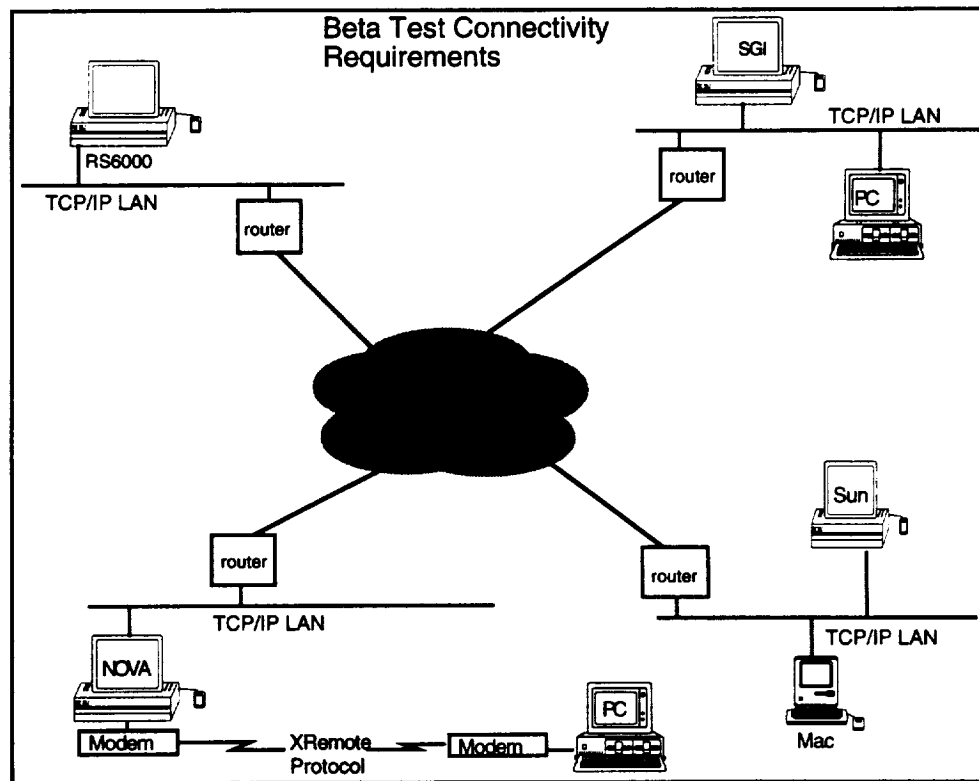 Beta Test Connectivity
Requirements
SGI
TCP/IP LAN
RS6000
router
PC
TCP/IP LAN
router
Sun
router
router
TCP/IP LAN
TCP/IP LAN
NOVA
PC
Mac
Modem
XRemote
Protocol
Modem